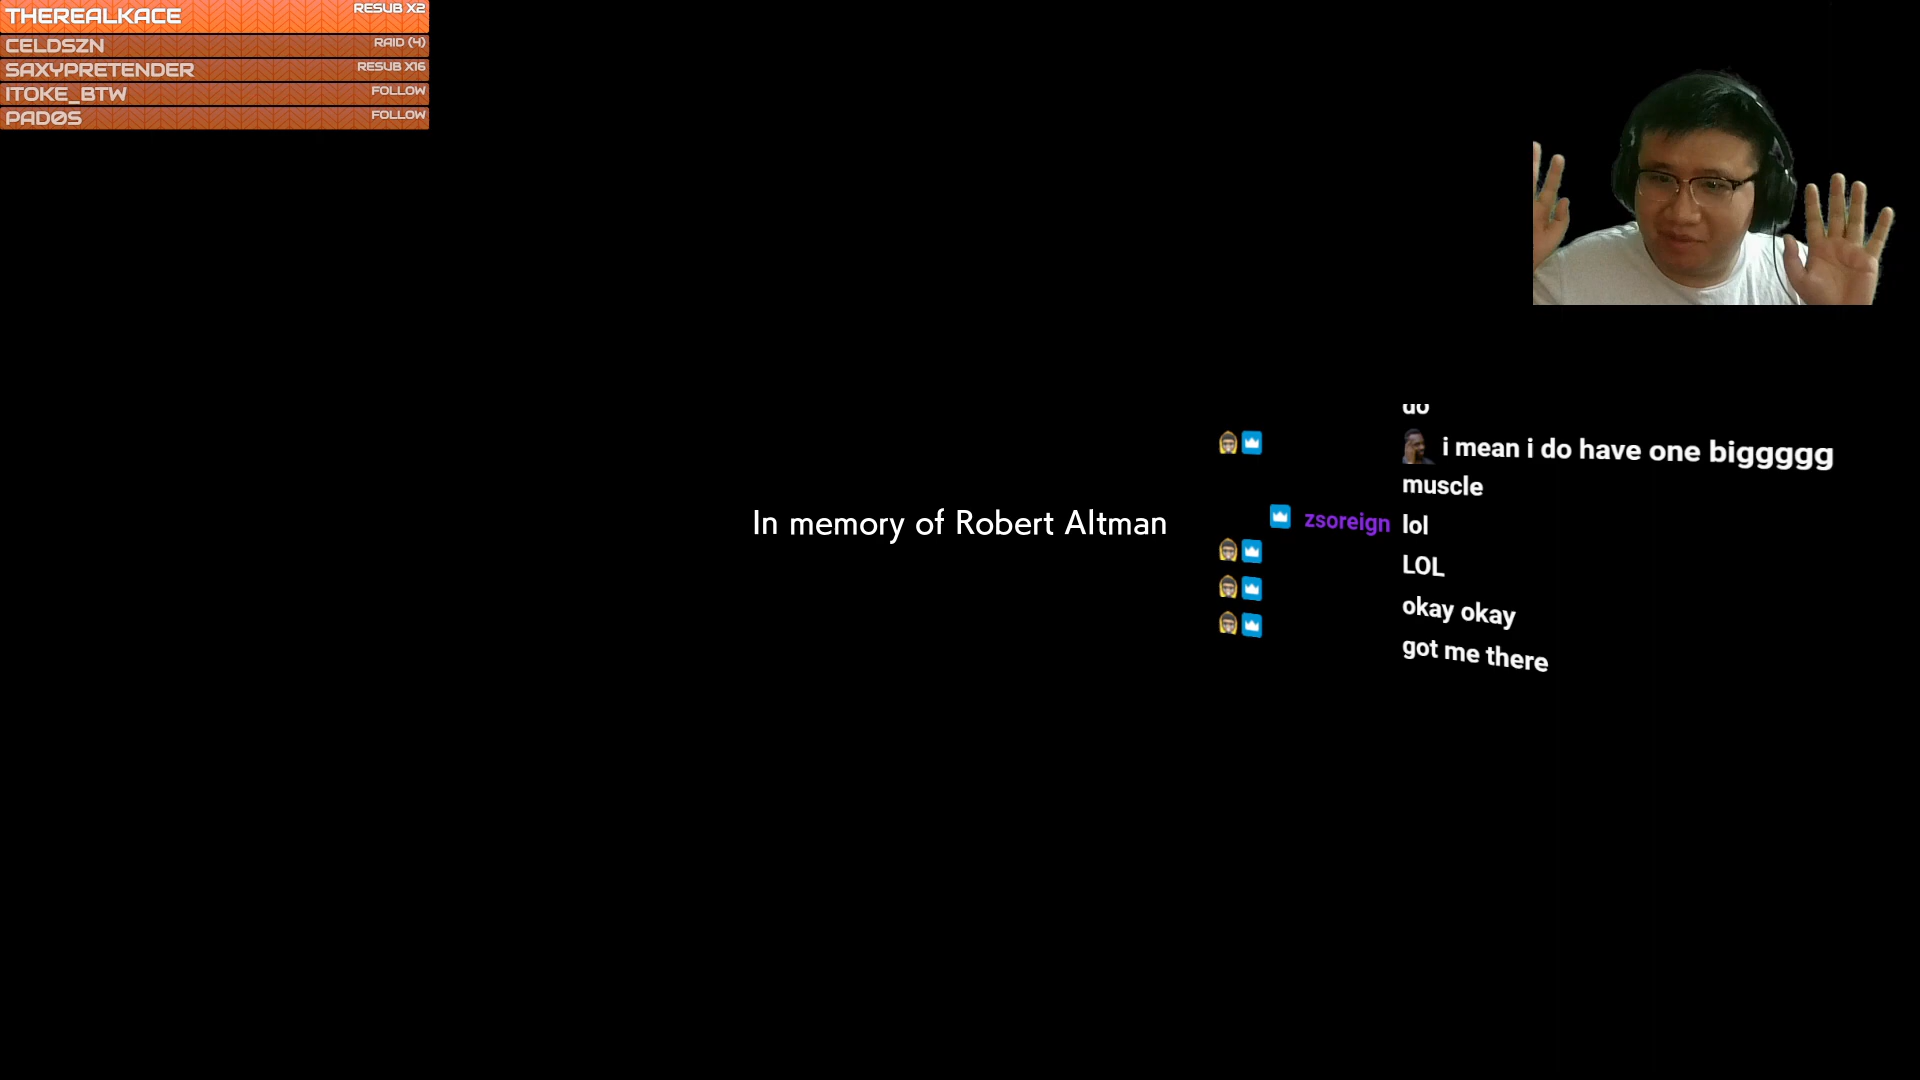 THEREALKACE RESUB X2
CELDSZN RAID (4)
SAXYPRETENDER RESUB X16
ITOKE_BTW FOLLOW
PADØS FOLLOW
do
i mean i do have one biggggg
muscle
In memory of Robert Altman
zsoreign lol
LOL
okay okay
got me there